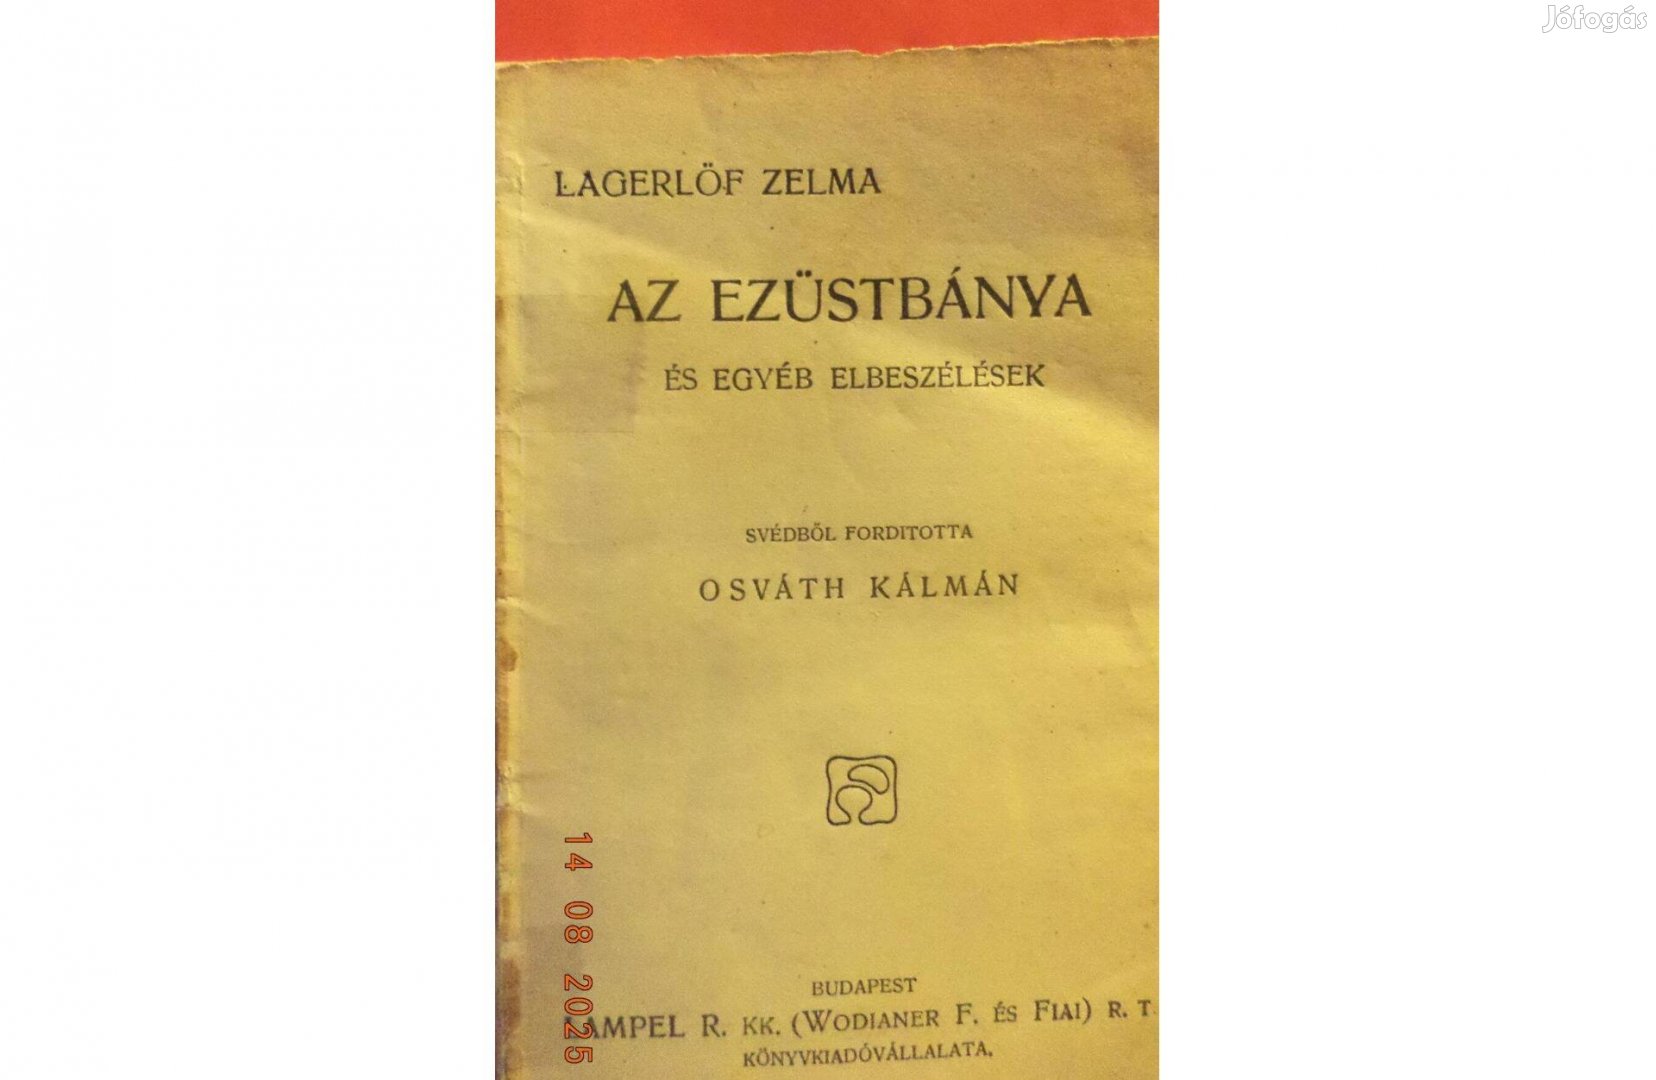 Jófogás
LAGERLÖF ZELMA
AZ EZÜSTBÁNYA
ÉS EGYÉB ELBESZÉLÉSEK
SVÉDBŐL FORDITOTTA
OSVÁTH KÁLMÁN
BUDAPEST
LAMPEL R. KK. (WODIANER F. ÉS FIAI) R. T.
KÖNYVKIADÓVÁLLALATA.
14 08 2025